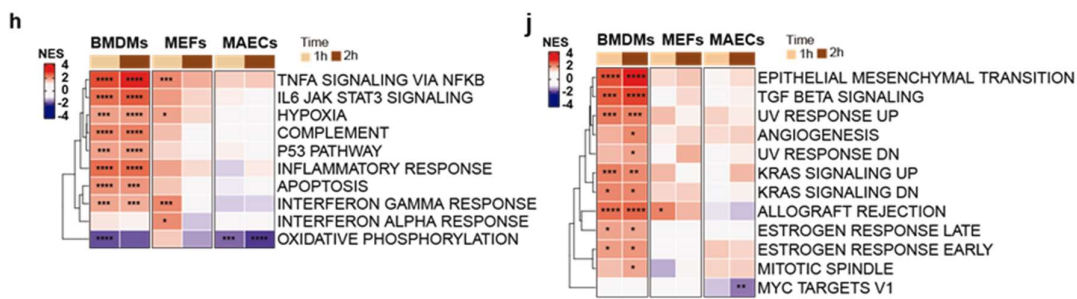 h
BMDMs MEFs MAECs
Time
1h 2h
NES
4
2
0
-2
-4
**** **** *** TNFA SIGNALING VIA NFKB
**** **** IL6 JAK STAT3 SIGNALING
*** **** * HYPOXIA
**** **** COMPLEMENT
*** **** P53 PATHWAY
**** **** INFLAMMATORY RESPONSE
**** *** APOPTOSIS
*** *** *** INTERFERON GAMMA RESPONSE
* INTERFERON ALPHA RESPONSE
**** *** **** OXIDATIVE PHOSPHORYLATION
j
BMDMs MEFs MAECs
Time
1h 2h
NES
4
2
0
-2
-4
**** **** EPITHELIAL MESENCHYMAL TRANSITION
*** **** TGF BETA SIGNALING
*** *** UV RESPONSE UP
* ANGIOGENESIS
* UV RESPONSE DN
*** ** KRAS SIGNALING UP
* * KRAS SIGNALING DN
**** **** * ALLOGRAFT REJECTION
* * ESTROGEN RESPONSE LATE
* * ESTROGEN RESPONSE EARLY
* MITOTIC SPINDLE
** MYC TARGETS V1